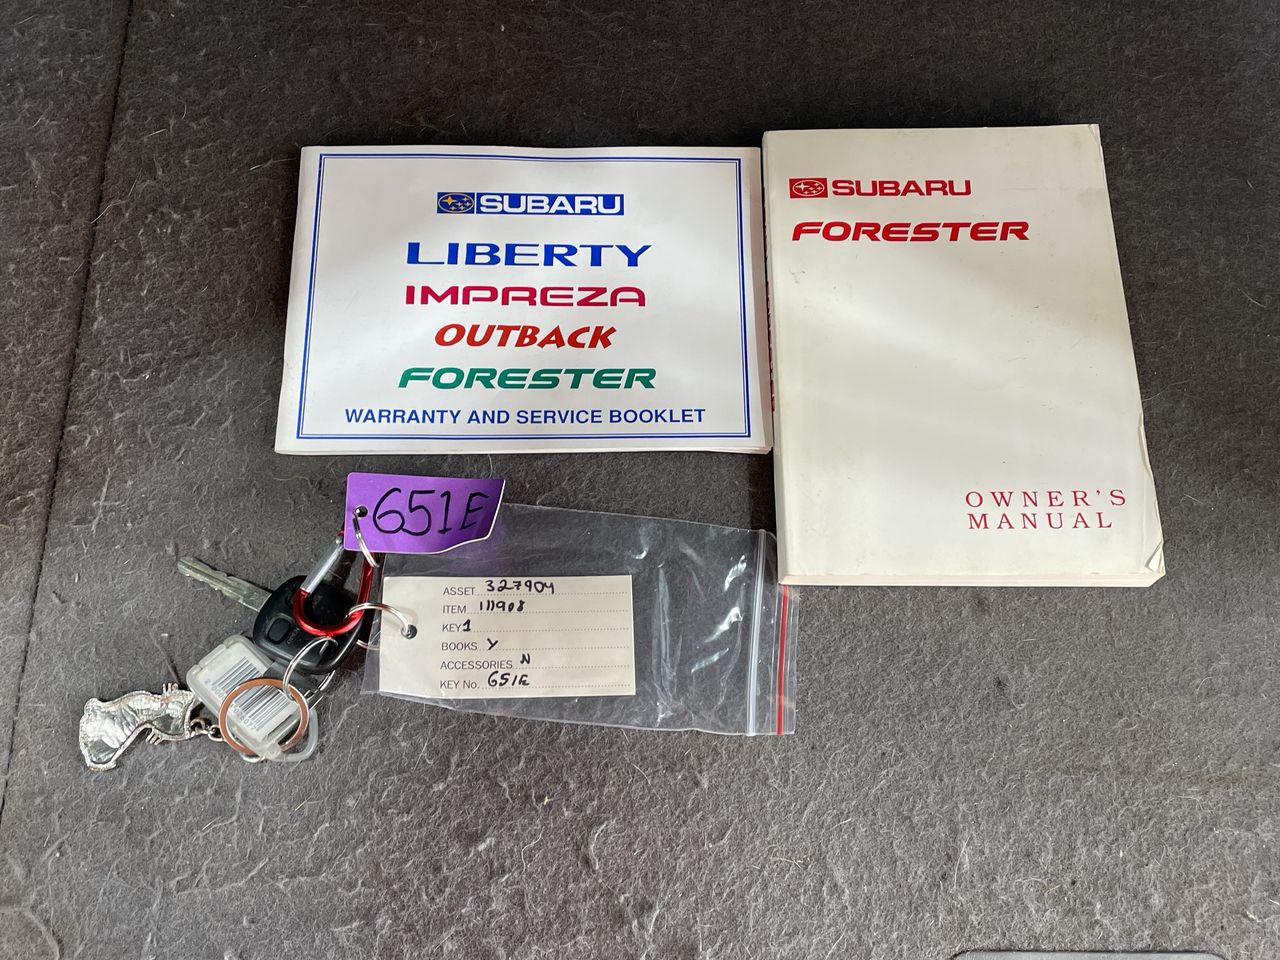 SUBARU
LIBERTY
IMPREZA
OUTBACK
FORESTER
WARRANTY AND SERVICE BOOKLET
SUBARU
FORESTER
OWNER'S
MANUAL
651E
ASSET 327904
ITEM 111908
KEY 1
BOOKS Y
ACCESSORIES N
KEY No. 651E